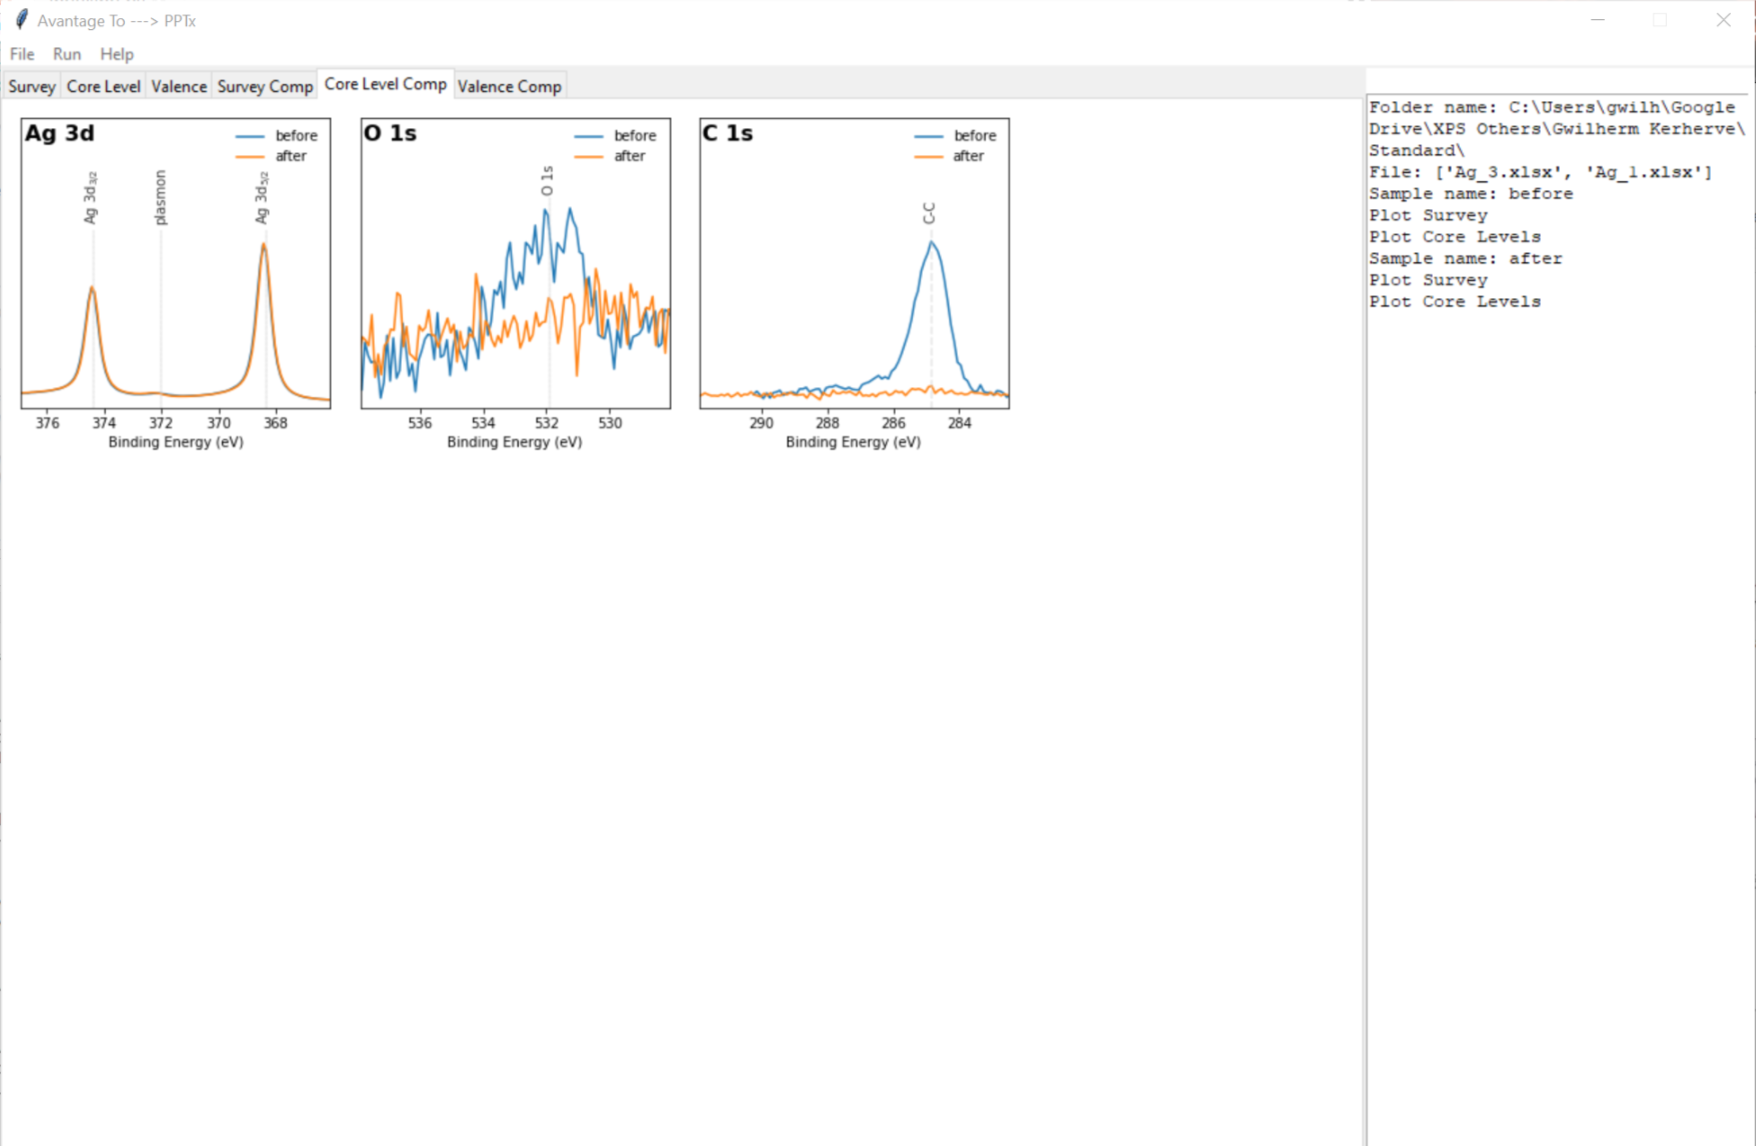 Avantage To ---> PPTx
File Run Help
Survey Core Level Valence Survey Comp Core Level Comp Valence Comp
Ag 3d
before
after
Ag 3d3/2
plasmon
Ag 3d5/2
376 374 372 370 368
Binding Energy (eV)
O 1s
before
after
O 1s
536 534 532 530
Binding Energy (eV)
C 1s
before
after
C-C
290 288 286 284
Binding Energy (eV)
Folder name: C:\Users\gwilh\Google
Drive\XPS Others\Gwilherm Kerherve\
Standard\
File: ['Ag_3.xlsx', 'Ag_1.xlsx']
Sample name: before
Plot Survey
Plot Core Levels
Sample name: after
Plot Survey
Plot Core Levels